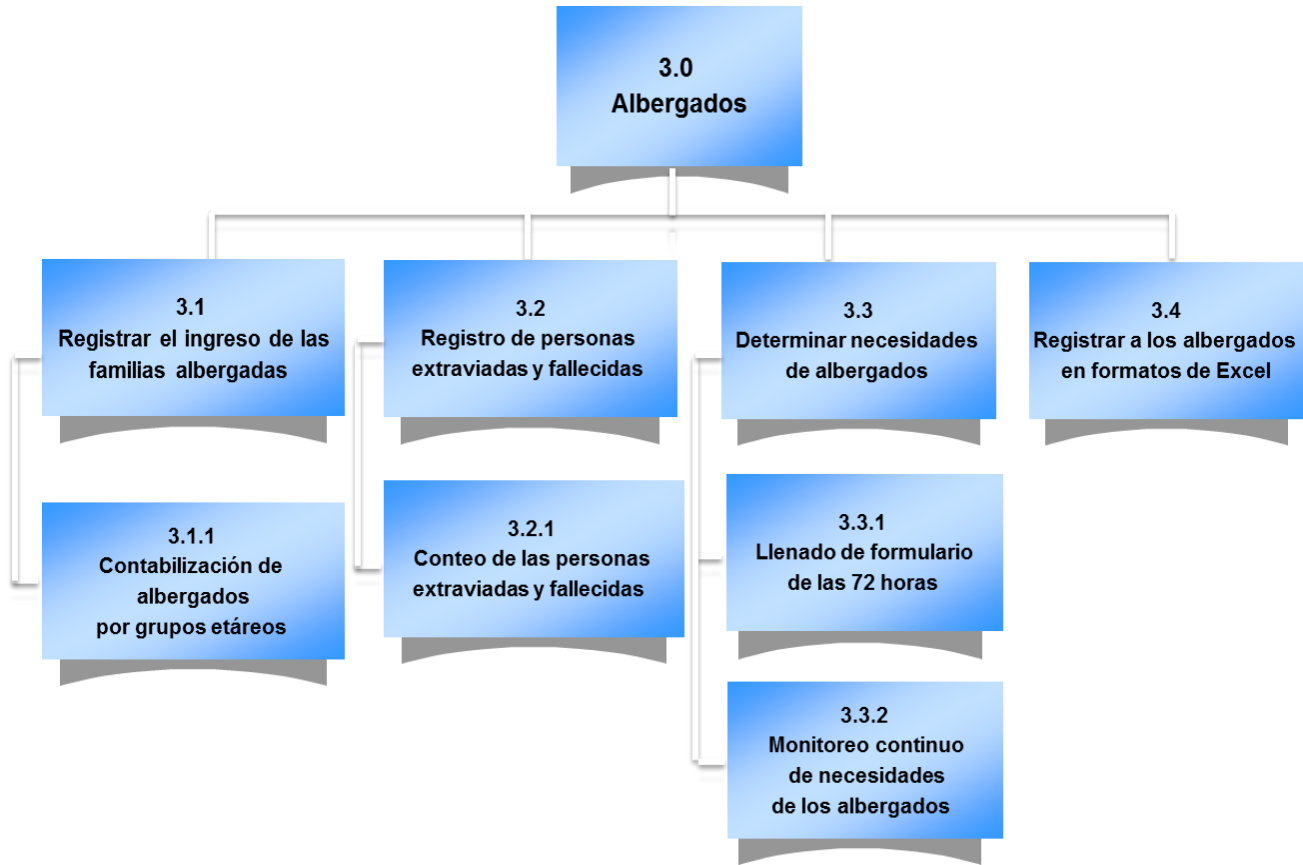 3.0
Albergados
3.1
Registrar el ingreso de las
familias albergadas
3.2
Registro de personas
extraviadas y fallecidas
3.3
Determinar necesidades
de albergados
3.4
Registrar a los albergados
en formatos de Excel
3.1.1
Contabilización de
albergados
por grupos etáreos
3.2.1
Conteo de las personas
extraviadas y fallecidas
3.3.1
Llenado de formulario
de las 72 horas
3.3.2
Monitoreo continuo
de necesidades
de los albergados